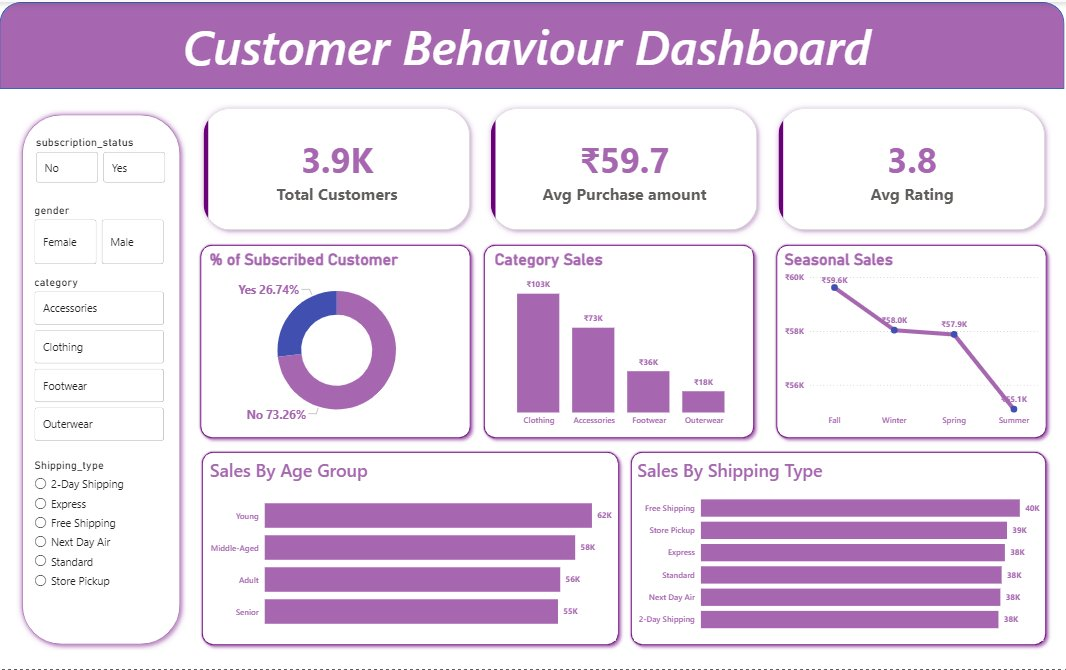 Customer Behaviour Dashboard
subscription_status
No
Yes
gender
Female
Male
category
Accessories
Clothing
Footwear
Outerwear
Shipping_type
2-Day Shipping
Express
Free Shipping
Next Day Air
Standard
Store Pickup
3.9K
Total Customers
₹59.7
Avg Purchase amount
3.8
Avg Rating
% of Subscribed Customer
Yes 26.74%
No 73.26%
Category Sales
₹103K
₹73K
₹36K
₹18K
Clothing
Accessories
Footwear
Outerwear
Seasonal Sales
₹60K
₹58K
₹56K
₹59.6K
₹58.0K
₹57.9K
₹55.1K
Fall
Winter
Spring
Summer
Sales By Age Group
Young 62K
Middle-Aged 58K
Adult 56K
Senior 55K
Sales By Shipping Type
Free Shipping 40K
Store Pickup 39K
Express 38K
Standard 38K
Next Day Air 38K
2-Day Shipping 38K